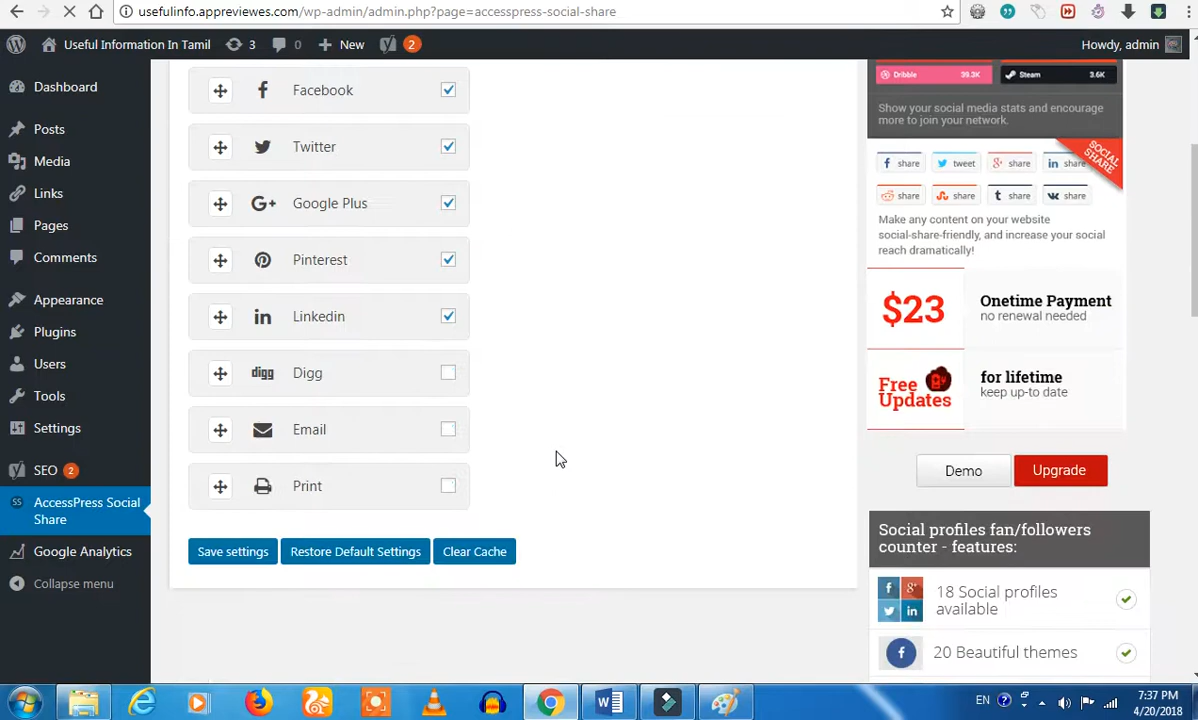 usefulinfo.appreviewes.com/wp-admin/admin.php?page=accesspress-social-share
Useful Information In Tamil
3
0
New
2
Howdy, admin
Dashboard
Posts
Media
Links
Pages
Comments
Appearance
Plugins
Users
Tools
Settings
SEO 2
AccessPress Social
Share
Google Analytics
Collapse menu
Facebook
Twitter
G+ Google Plus
Pinterest
in Linkedin
digg Digg
Email
Print
Save settings
Restore Default Settings
Clear Cache
Dribble 39.3K
Steam 3.6K
Show your social media stats and encourage
more to join your network.
SOCIAL
SHARE
share
tweet
share
share
share
share
share
share
Make any content on your website
social-share-friendly, and increase your social
reach dramatically!
$23
Onetime Payment
no renewal needed
Free
Updates
for lifetime
keep up-to date
Demo
Upgrade
Social profiles fan/followers
counter - features:
18 Social profiles
available
20 Beautiful themes
EN
7:37 PM
4/20/2018